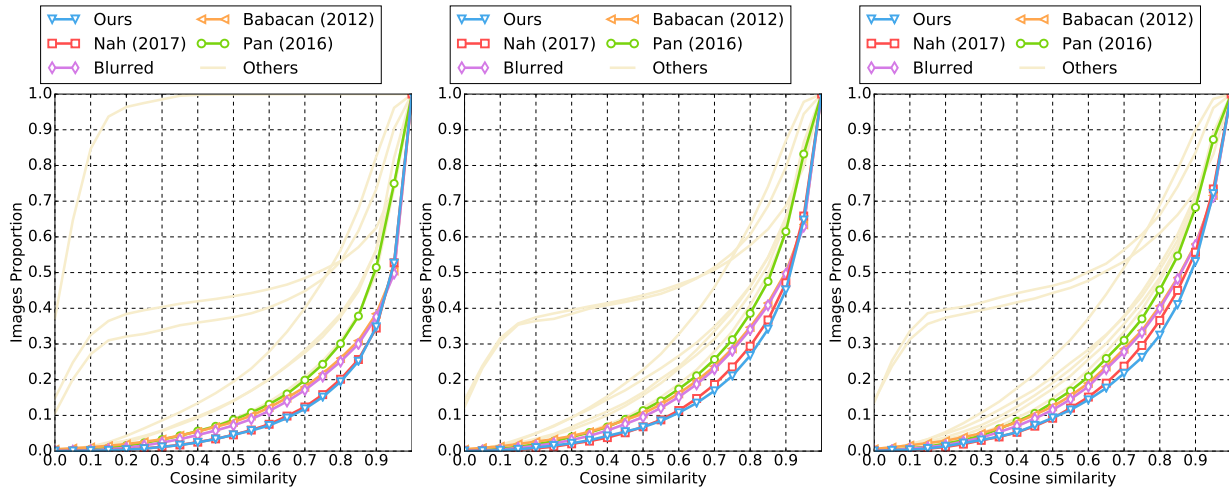 Ours
Babacan (2012)
Nah (2017)
Pan (2016)
Blurred
Others
1.0
0.9
0.8
0.7
0.6
0.5
0.4
0.3
0.2
0.1
0.0
Images Proportion
0.0 0.1 0.2 0.3 0.4 0.5 0.6 0.7 0.8 0.9
Cosine similarity
Ours
Babacan (2012)
Nah (2017)
Pan (2016)
Blurred
Others
1.0
0.9
0.8
0.7
0.6
0.5
0.4
0.3
0.2
0.1
0.0
Images Proportion
0.0 0.1 0.2 0.3 0.4 0.5 0.6 0.7 0.8 0.9
Cosine similarity
Ours
Babacan (2012)
Nah (2017)
Pan (2016)
Blurred
Others
1.0
0.9
0.8
0.7
0.6
0.5
0.4
0.3
0.2
0.1
0.0
Images Proportion
0.0 0.1 0.2 0.3 0.4 0.5 0.6 0.7 0.8 0.9
Cosine similarity